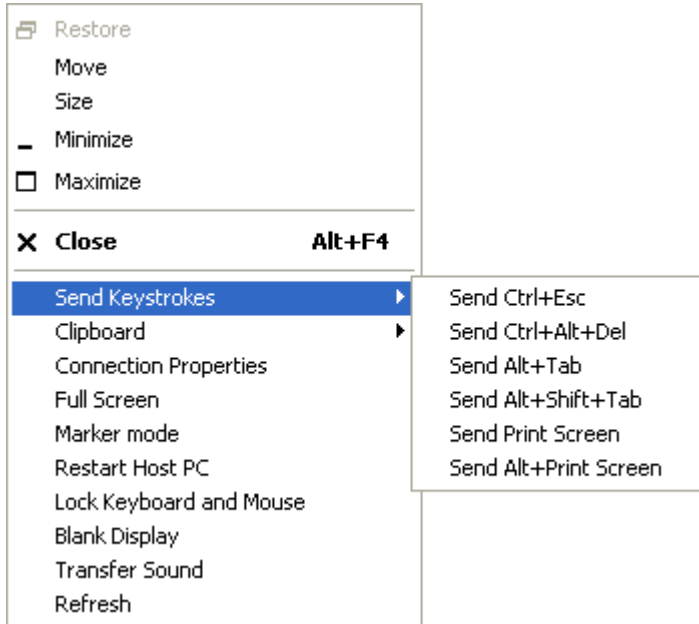 Restore
Move
Size
Minimize
Maximize
Close Alt+F4
Send Keystrokes
Clipboard
Connection Properties
Full Screen
Marker mode
Restart Host PC
Lock Keyboard and Mouse
Blank Display
Transfer Sound
Refresh
Send Ctrl+Esc
Send Ctrl+Alt+Del
Send Alt+Tab
Send Alt+Shift+Tab
Send Print Screen
Send Alt+Print Screen